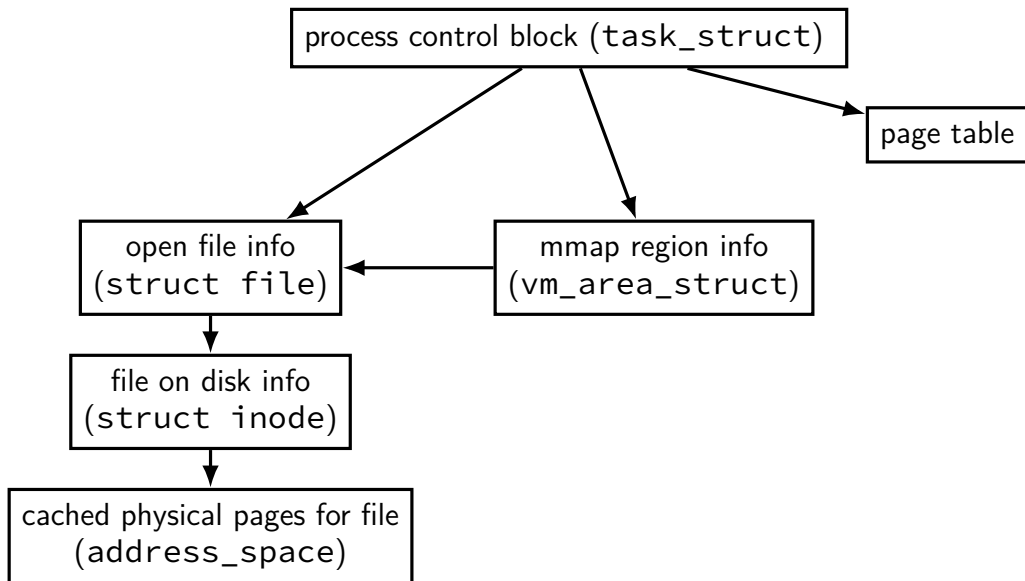 process control block (task_struct)
page table
open file info
(struct file)
mmap region info
(vm_area_struct)
file on disk info
(struct inode)
cached physical pages for file
(address_space)